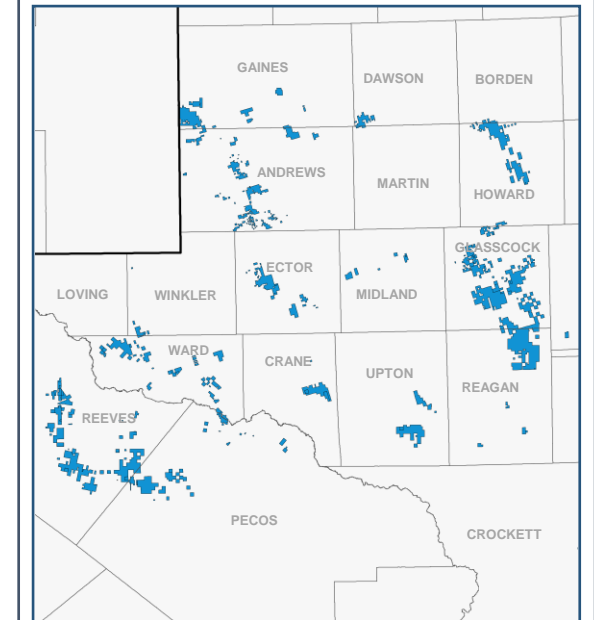 GAINES
DAWSON
BORDEN
ANDREWS
MARTIN
HOWARD
GLASSCOCK
ECTOR
LOVING
WINKLER
MIDLAND
WARD
CRANE
UPTON
REAGAN
REEVES
PECOS
CROCKETT